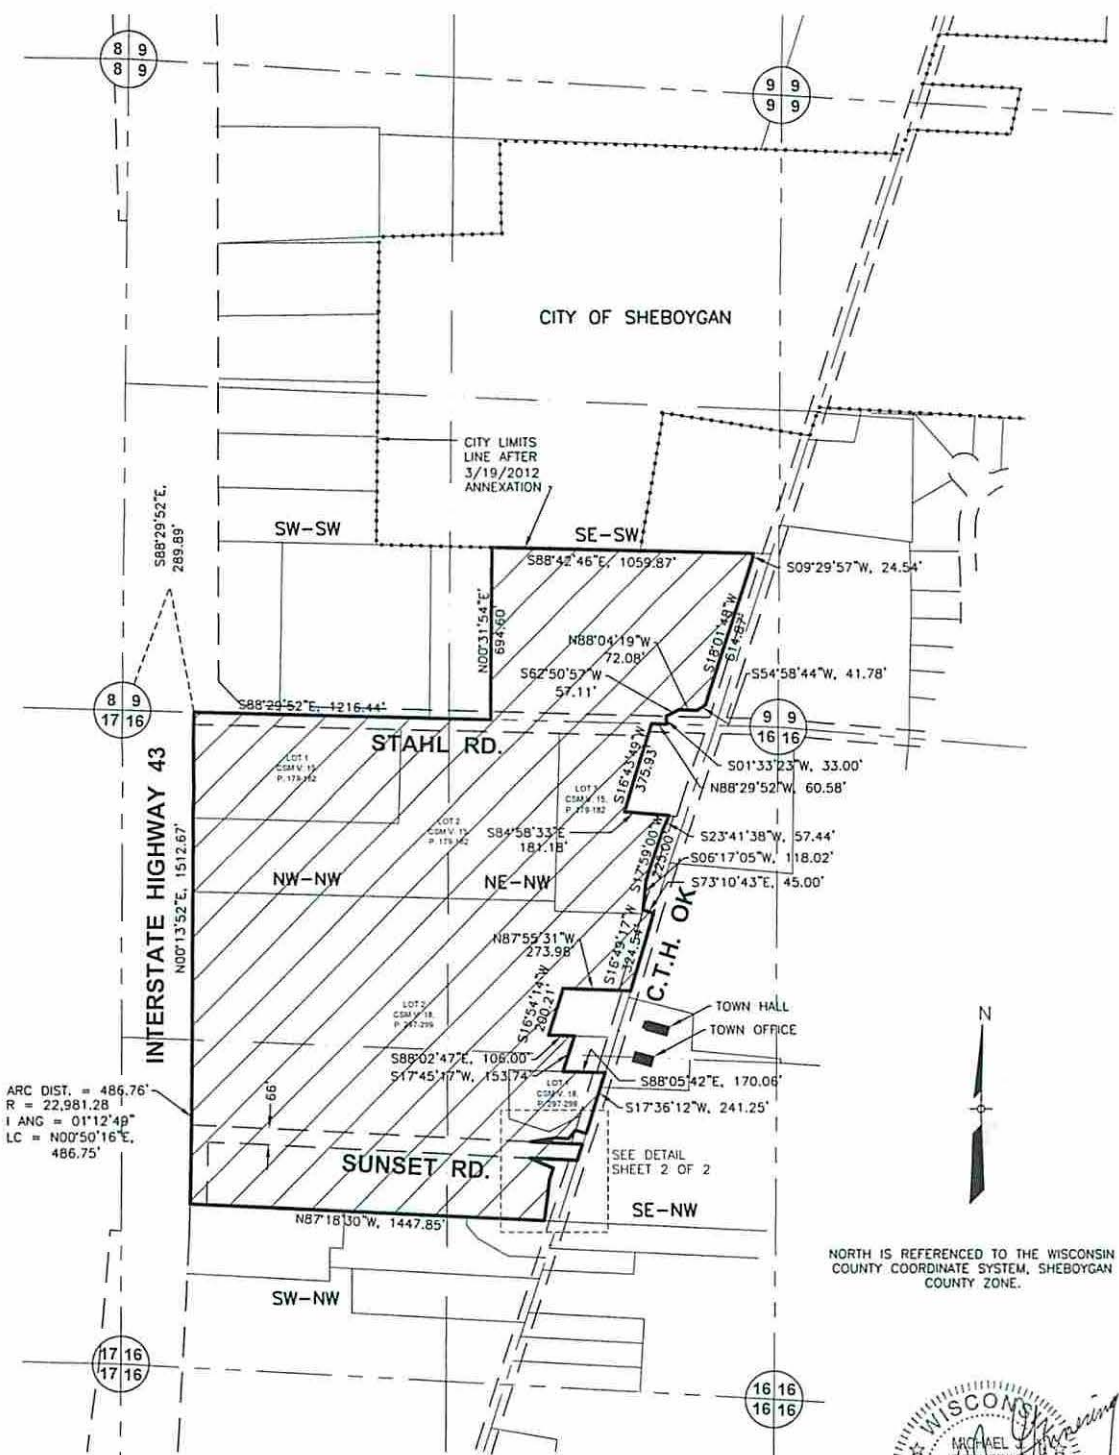 8 9
8 9
9 9
9 9
CITY OF SHEBOYGAN
CITY LIMITS
LINE AFTER
3/19/2012
ANNEXATION
S88°29'52"E,
289.89'
SW-SW
SE-SW
S88°42'46"E, 1059.87'
S09°29'57"W, 24.54'
N00°31'54"E
694.60'
N88°04'19"W
72.08'
S18°01'48"W
614.87'
S62°50'57"W
57.11'
S54°58'44"W, 41.78'
8 9
17 16
S88°29'52"E, 1216.44'
9 9
16 16
STAHL RD.
S01°33'23"W, 33.00'
N88°29'52"W, 60.58'
LOT 1
CSM V. 15,
P. 179-182
S16°43'49"W
375.93'
LOT 1
CSM V. 15,
P. 179-182
LOT 2
CSM V. 15,
P. 179-182
S84°58'33"E
181.18'
S23°41'38"W, 57.44'
S17°59'00"W
225.00'
S06°17'05"W, 118.02'
S73°10'43"E, 45.00'
INTERSTATE HIGHWAY 43
N00°13'52"E, 1512.67'
NW-NW
NE-NW
C.T.H. OK
N87°55'31"W
273.98'
S16°49'17"W
324.54'
S16°54'14"W
200.21'
LOT 2
CSM V. 18,
P. 297-299
TOWN HALL
TOWN OFFICE
N
S88°02'47"E, 106.00'
S17°45'17"W, 153.74'
S88°05'42"E, 170.06'
LOT 1
CSM V. 18,
P. 297-299
S17°36'12"W, 241.25'
ARC DIST. = 486.76'
R = 22,981.28
I ANG = 01°12'49"
LC = N00°50'16"E,
486.75'
66'
SUNSET RD.
SEE DETAIL
SHEET 2 OF 2
N87°18'30"W, 1447.85'
SE-NW
NORTH IS REFERENCED TO THE WISCONSIN
COUNTY COORDINATE SYSTEM, SHEBOYGAN
COUNTY ZONE.
SW-NW
17 16
17 16
16 16
16 16
WISCONS
MICHAEL